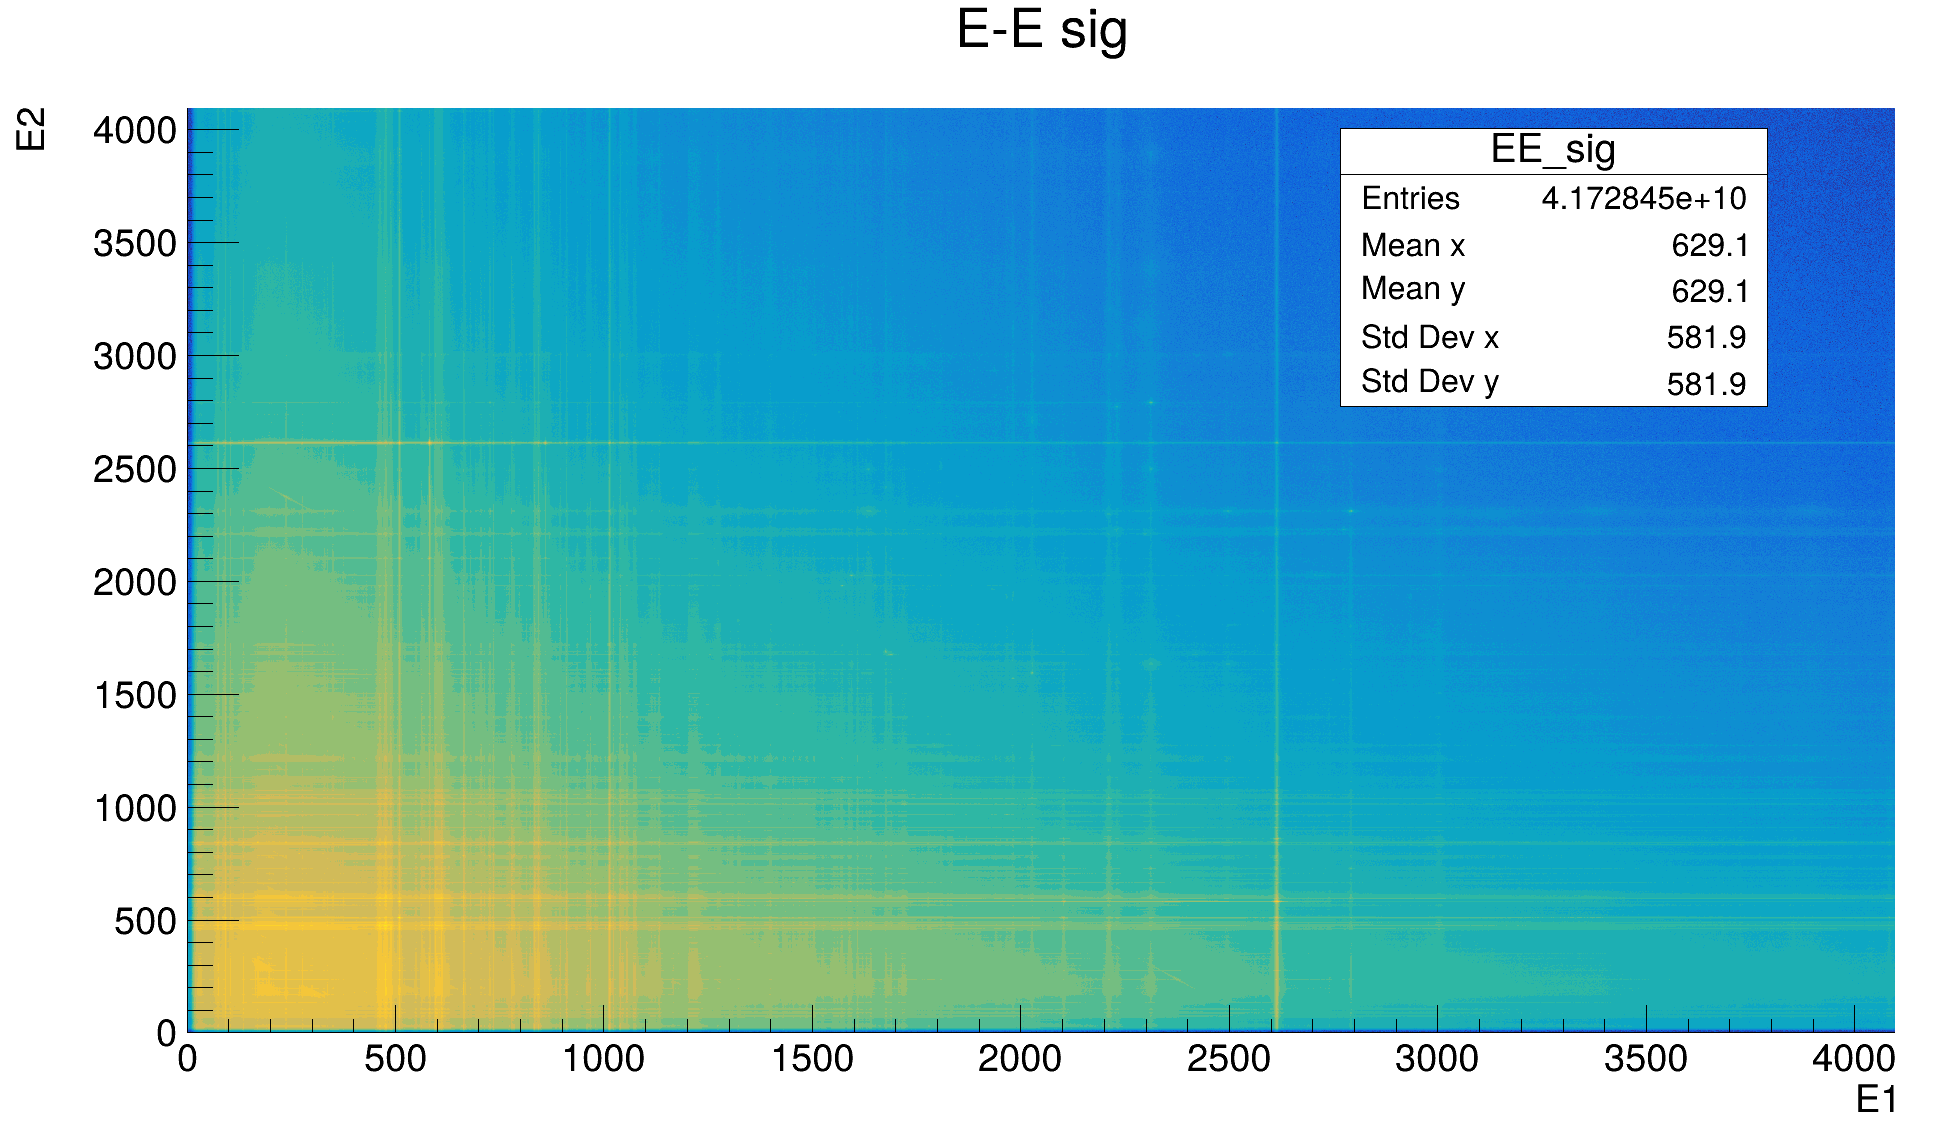 E-E sig
E2
4000
3500
3000
2500
2000
1500
1000
500
0
EE_sig
Entries 4.172845e+10
Mean x 629.1
Mean y 629.1
Std Dev x 581.9
Std Dev y 581.9
0 500 1000 1500 2000 2500 3000 3500 4000
E1